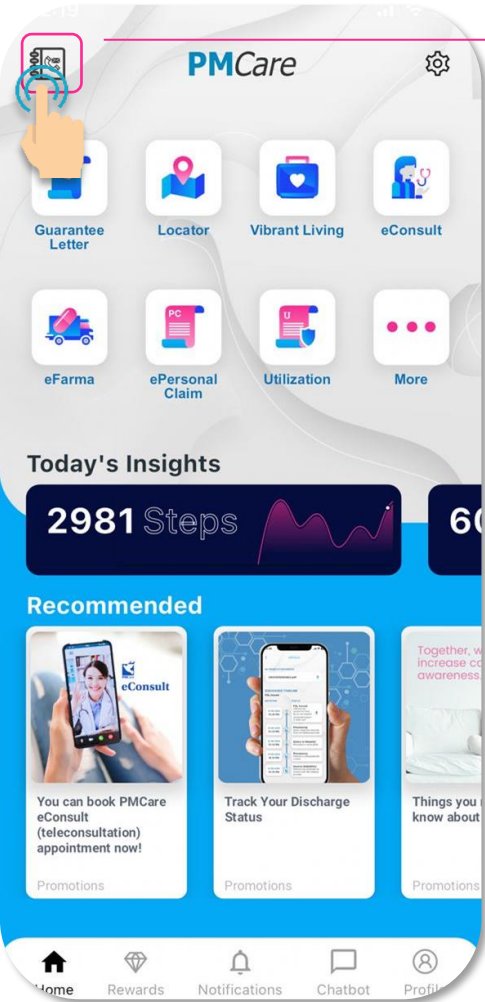 PMCare
Guarantee
Letter
Locator
Vibrant Living
eConsult
PC
U
eFarma
ePersonal
Claim
Utilization
More
Today's Insights
2981 Steps
Recommended
eConsult
Together, w
increase
awareness.
You can book PMCare
eConsult
(teleconsultation)
appointment now!
Promotions
Track Your Discharge
Status
Promotions
Things you
know about
Promotions
Home
Rewards
Notifications
Chatbot
Profile